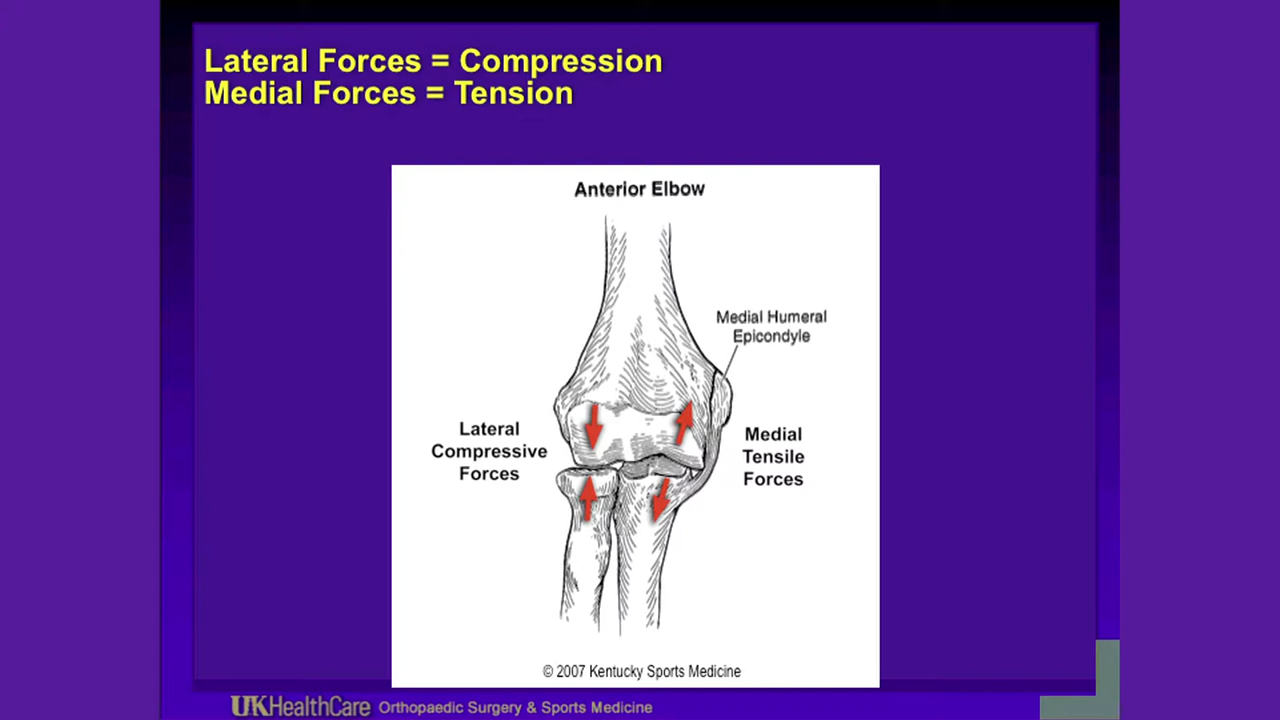 Lateral Forces = Compression
Medial Forces = Tension
Anterior Elbow
Medial Humeral
Epicondyle
Lateral
Compressive
Forces
Medial
Tensile
Forces
© 2007 Kentucky Sports Medicine
UKHealthCare Orthopaedic Surgery & Sports Medicine